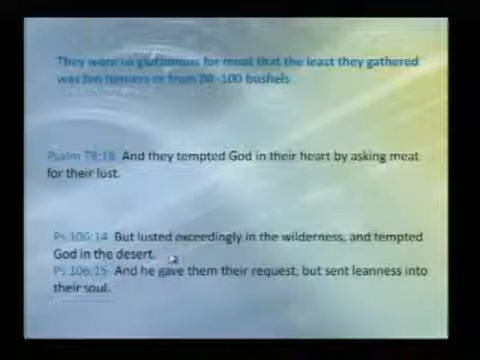 They were so gluttonous for meat that the least they gathered
was ten homers or from 80-100 bushels
Psalm 78:18 And they tempted God in their heart by asking meat
for their lust.
Ps 106:14 But lusted exceedingly in the wilderness, and tempted
God in the desert.
Ps 106:15 And he gave them their request; but sent leanness into
their soul.